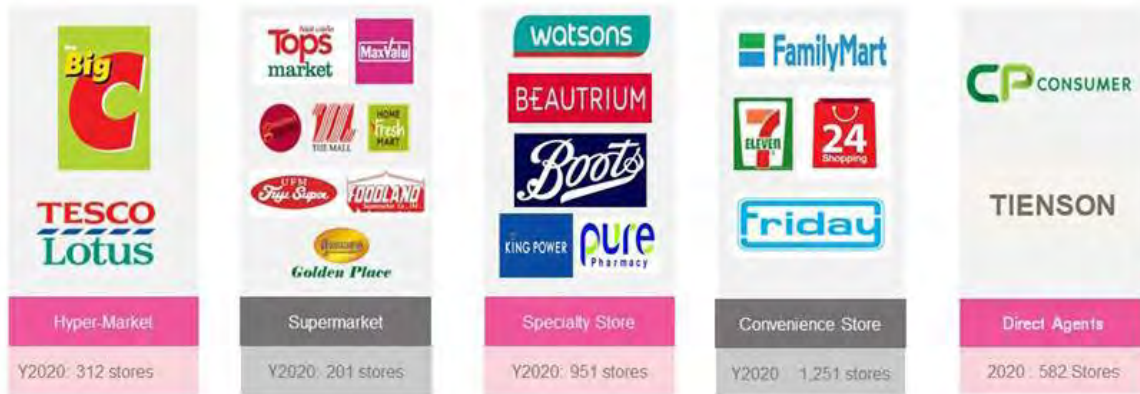 Big
C
TESCO
Lotus
Hyper-Market
Y2020: 312 stores
Tops
market
MaxValu
THE MALL
HOME
Fresh
MART
UFM
Fuji Super
FOODLAND
Golden Place
Supermarket
Y2020: 201 stores
watsons
BEAUTRIUM
Boots
KING POWER
pure
Pharmacy
Specialty Store
Y2020: 951 stores
FamilyMart
7
ELEVEN
24
Shopping
Friday
Convenience Store
Y2020 : 1,251 stores
CP CONSUMER
TIENSON
Direct Agents
2020 : 582 Stores